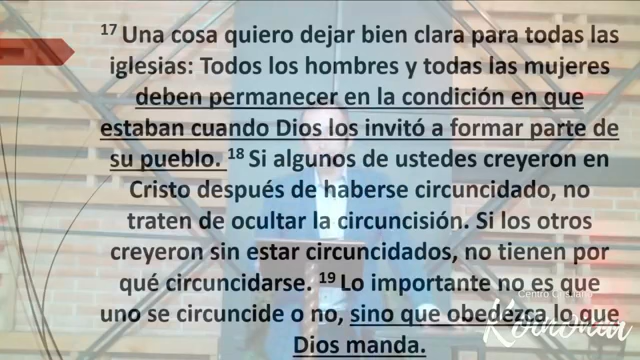 17 Una cosa quiero dejar bien clara para todas las
iglesias: Todos los hombres y todas las mujeres
deben permanecer en la condición en que
estaban cuando Dios los invitó a formar parte de
su pueblo. 18 Si algunos de ustedes creyeron en
Cristo después de haberse circuncidado, no
traten de ocultar la circuncisión. Si los otros
creyeron sin estar circuncidados, no tienen por
qué circuncidarse. 19 Lo importante no es que
uno se circuncide o no, sino que obedezca lo que
Dios manda.
Centro Cristiano
Koinonia